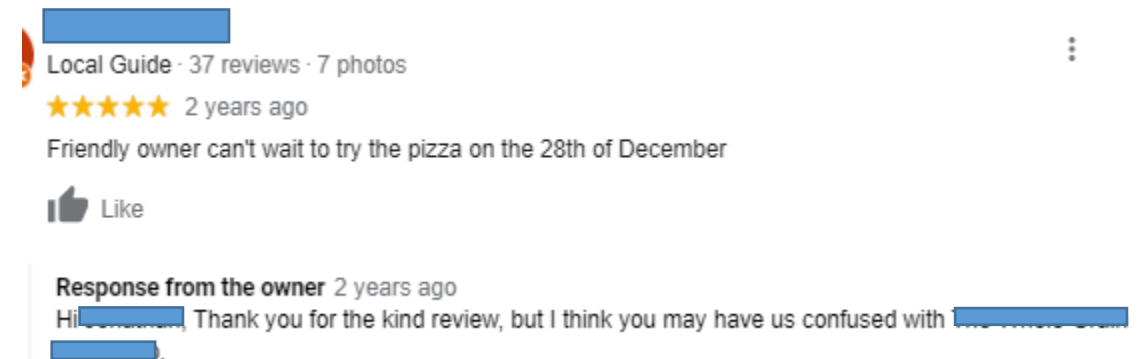 Local Guide · 37 reviews · 7 photos
2 years ago
Friendly owner can't wait to try the pizza on the 28th of December
Like
Response from the owner 2 years ago
Hi , Thank you for the kind review, but I think you may have us confused with